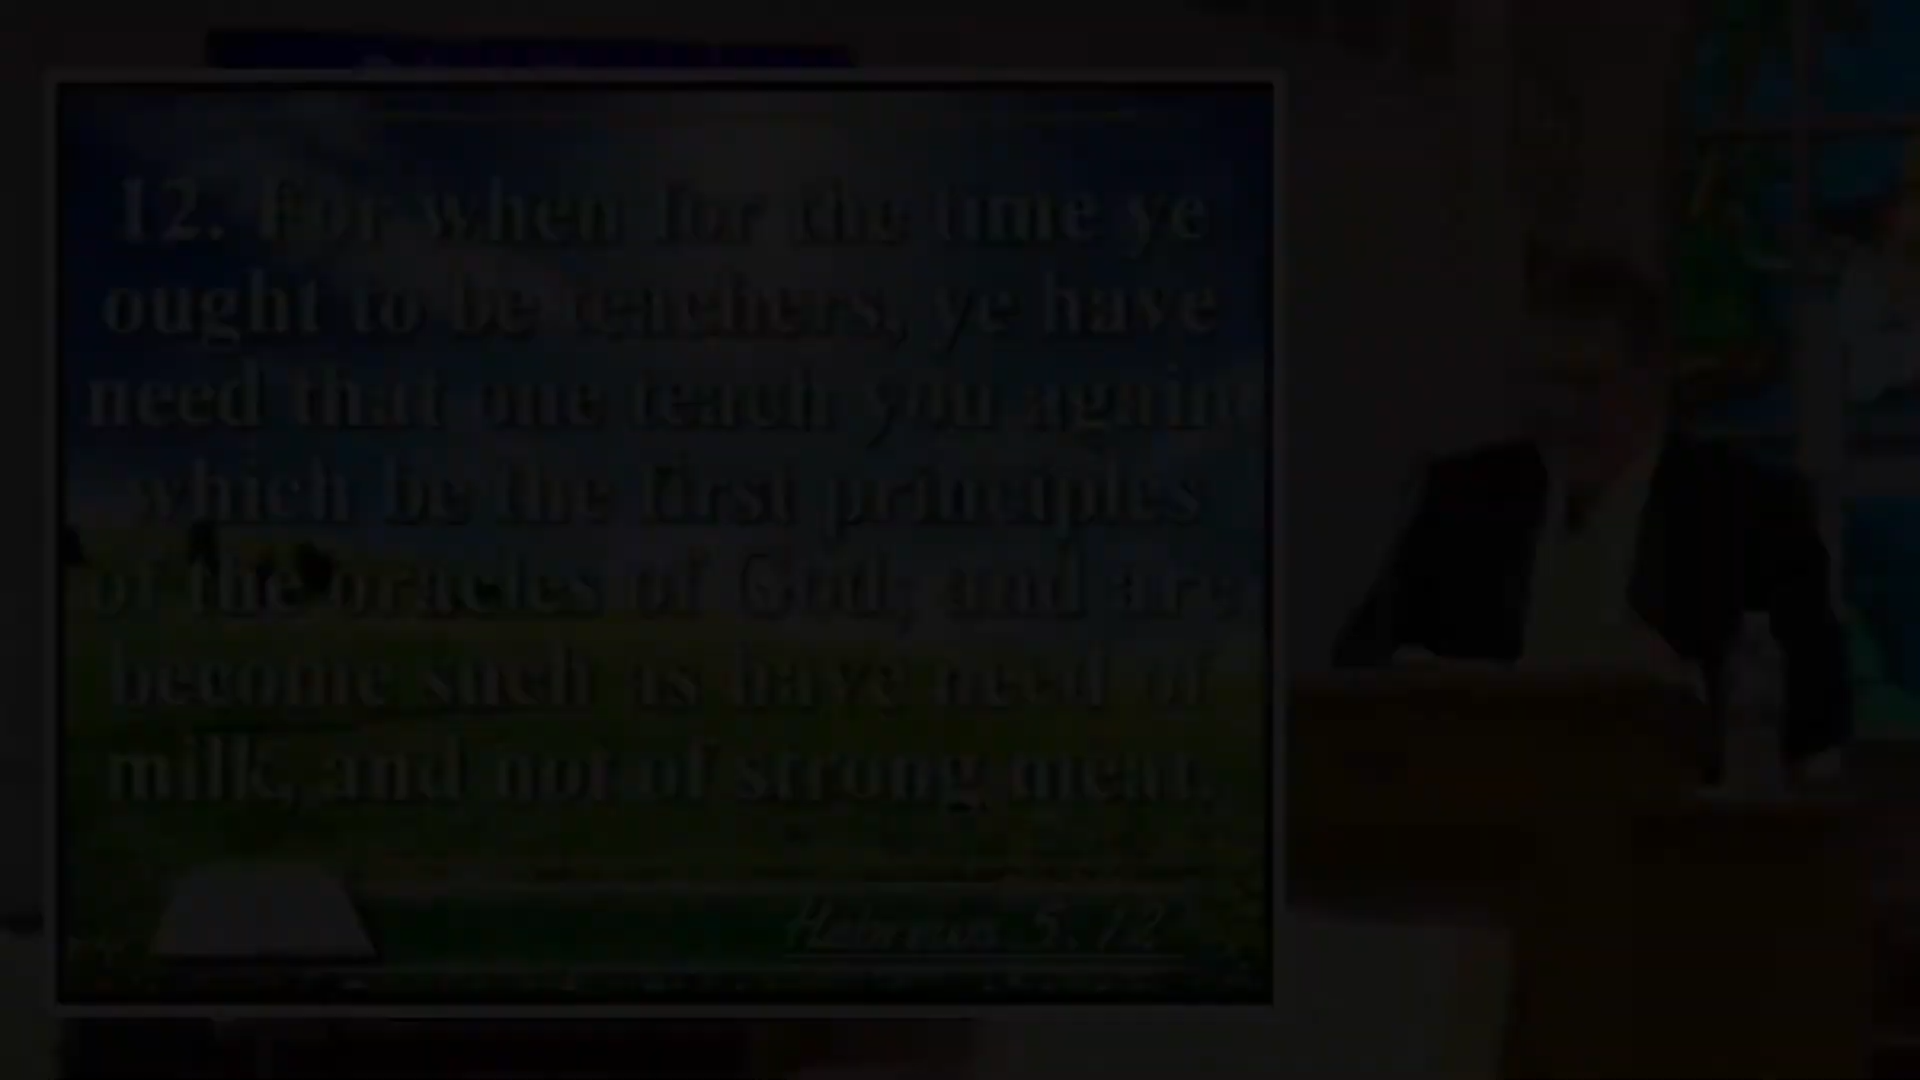 12. For when for the time ye
ought to be teachers, ye have
need that one teach you again
which be the first principles
of the oracles of God; and are
become such as have need of
milk, and not of strong meat.
Hebrews 5. 12